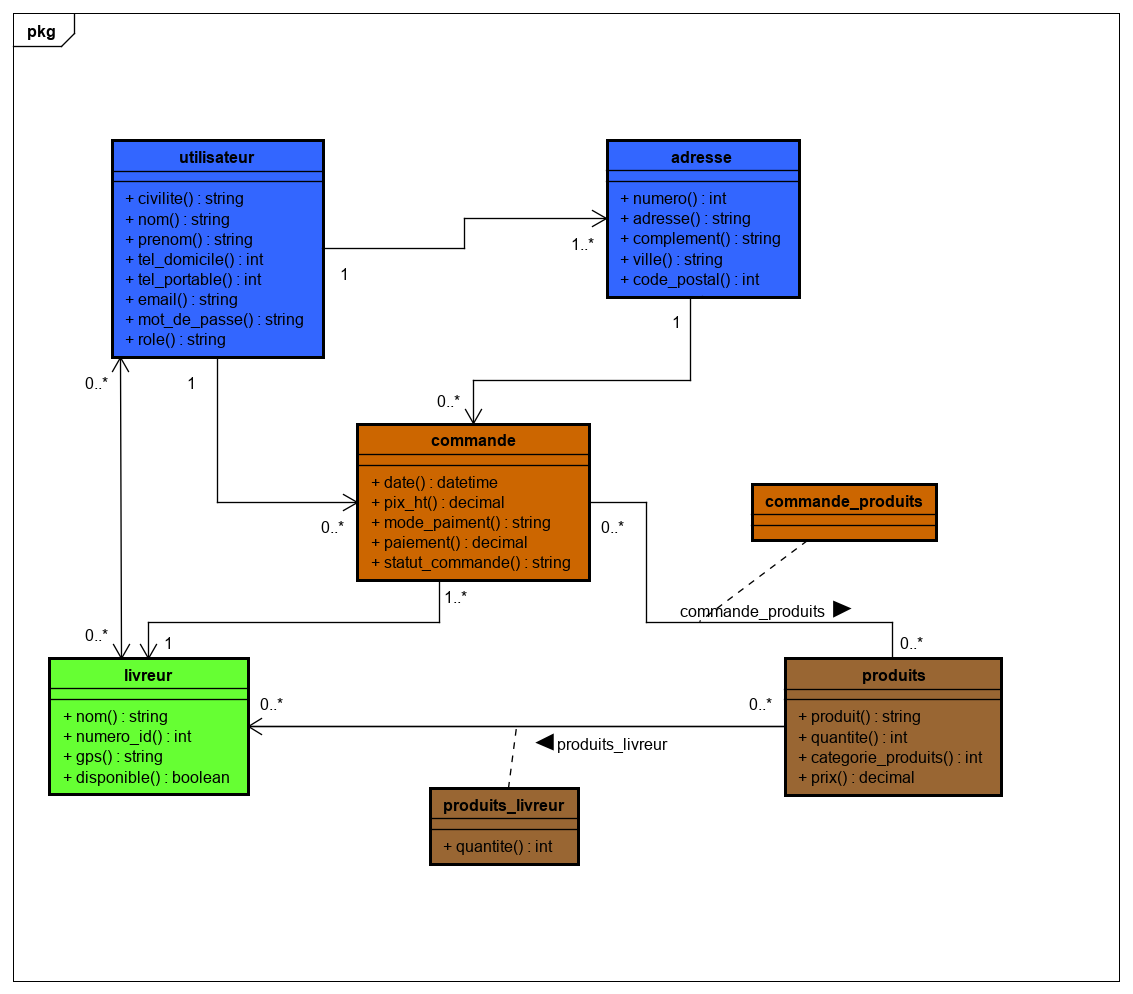 pkg
utilisateur
+ civilite() : string
+ nom() : string
+ prenom() : string
+ tel_domicile() : int
+ tel_portable() : int
+ email() : string
+ mot_de_passe() : string
+ role() : string
adresse
+ numero() : int
+ adresse() : string
+ complement() : string
+ ville() : string
+ code_postal() : int
1
1..*
1
0..*
1
0..*
0..*
commande
+ date() : datetime
+ pix_ht() : decimal
+ mode_paiment() : string
+ paiement() : decimal
+ statut_commande() : string
0..*
1..*
commande_produits
commande_produits
0..*
0..*
1
livreur
+ nom() : string
+ numero_id() : int
+ gps() : string
+ disponible() : boolean
0..*
0..*
produits_livreur
produits
+ produit() : string
+ quantite() : int
+ categorie_produits() : int
+ prix() : decimal
produits_livreur
+ quantite() : int